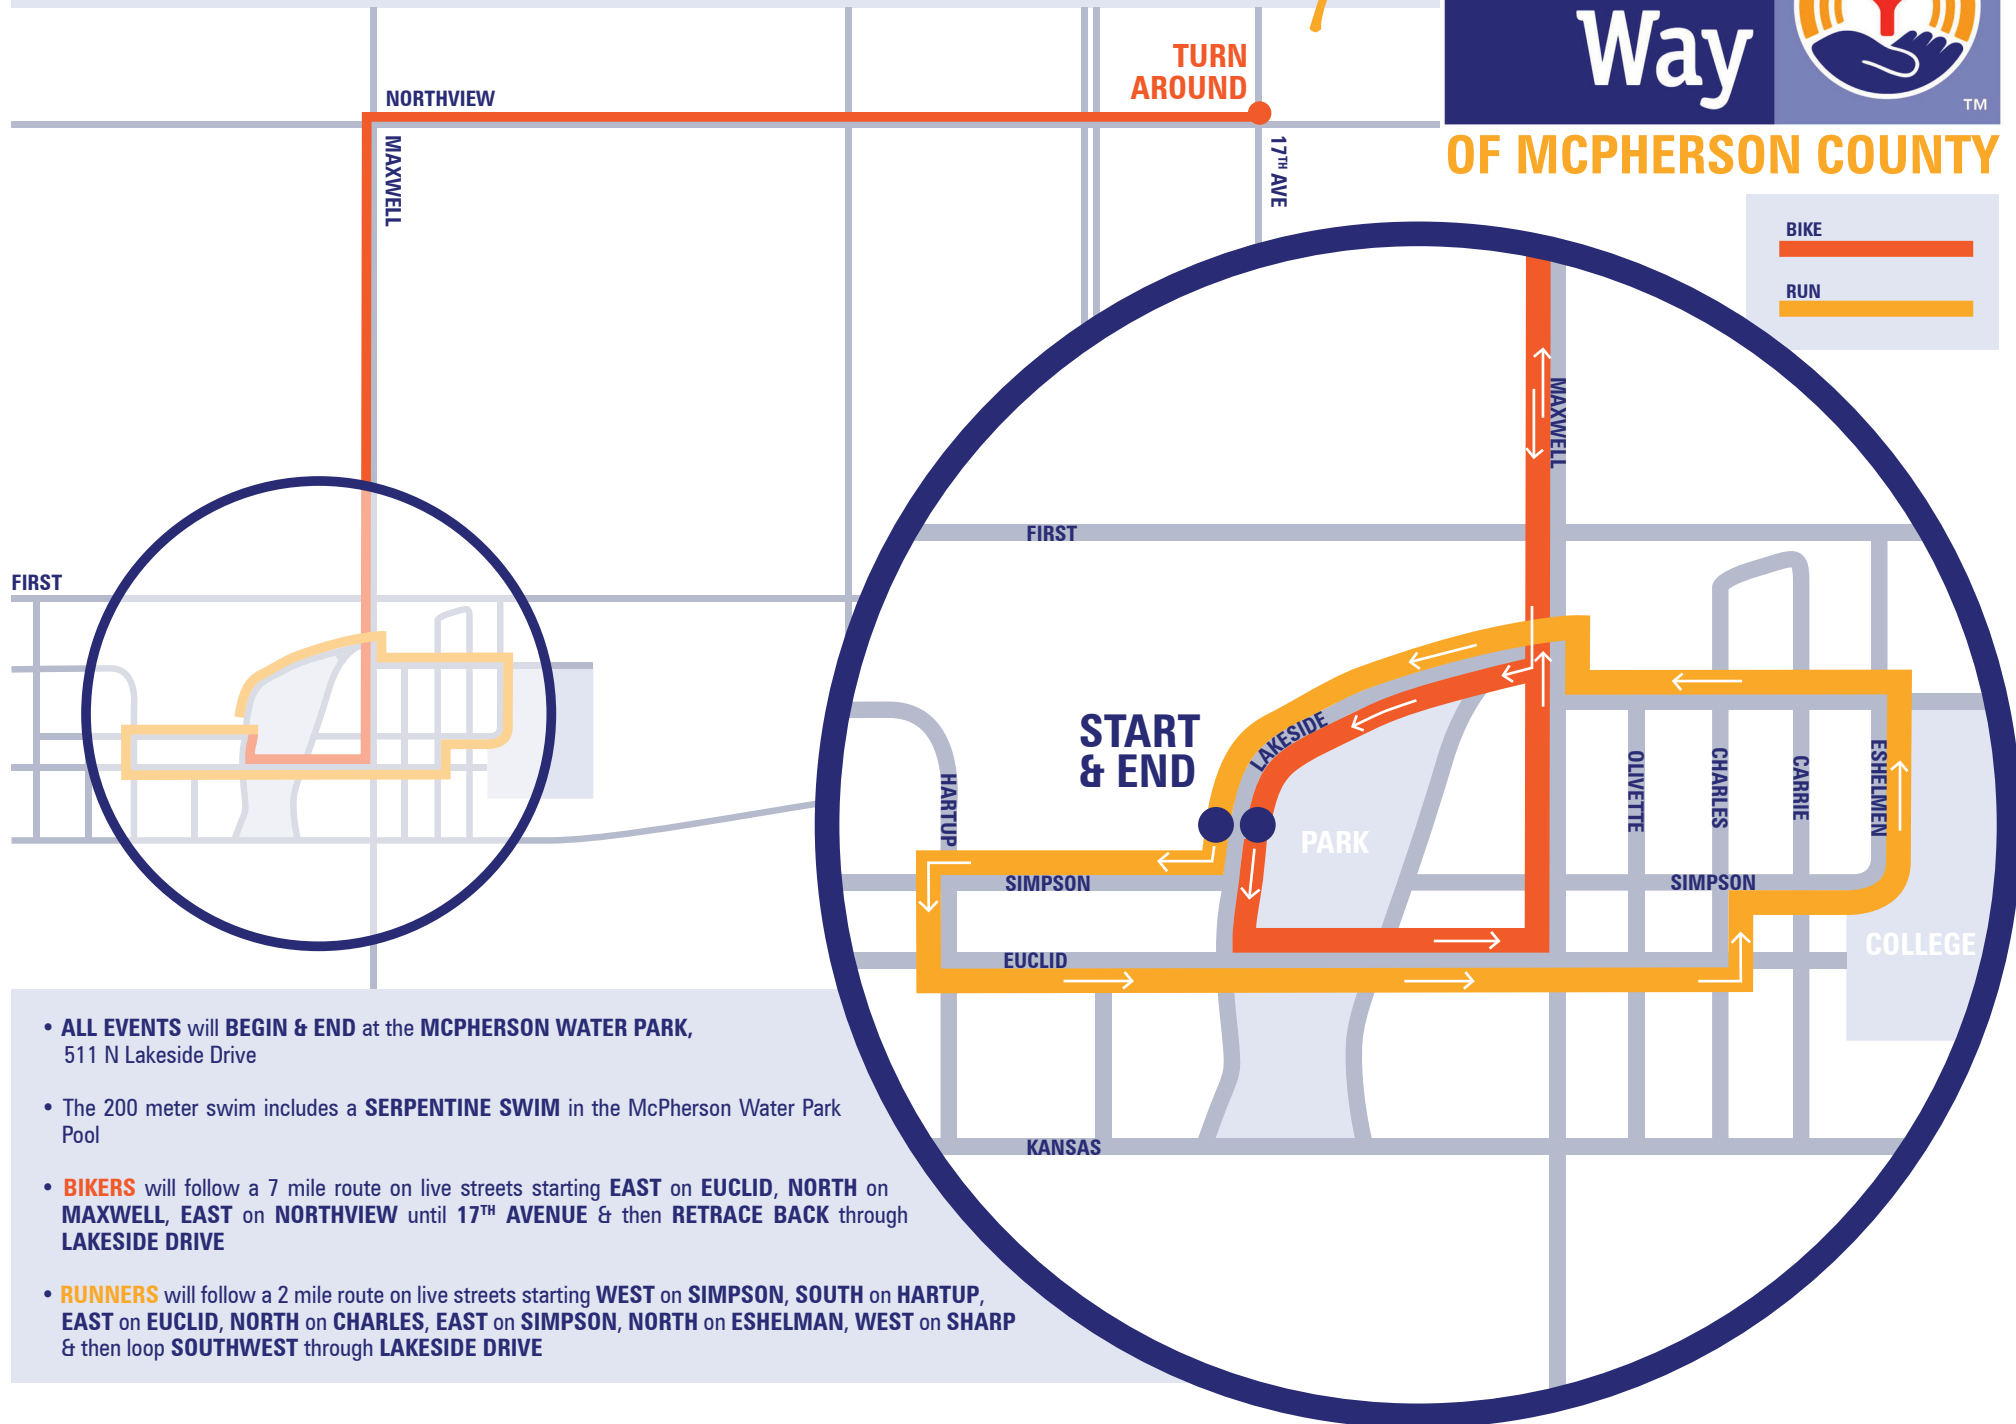 Way
TM
OF MCPHERSON COUNTY
TURN
AROUND
NORTHVIEW
MAXWELL
17TH AVE
BIKE
RUN
MAXWELL
FIRST
FIRST
START
& END
LAKESIDE
PARK
HARTUP
OLIVETTE
CHARLES
CARRIE
ESHELMEN
SIMPSON
SIMPSON
EUCLID
COLLEGE
KANSAS
• ALL EVENTS will BEGIN & END at the MCPHERSON WATER PARK,
511 N Lakeside Drive
• The 200 meter swim includes a SERPENTINE SWIM in the McPherson Water Park
Pool
• BIKERS will follow a 7 mile route on live streets starting EAST on EUCLID, NORTH on
MAXWELL, EAST on NORTHVIEW until 17TH AVENUE & then RETRACE BACK through
LAKESIDE DRIVE
• RUNNERS will follow a 2 mile route on live streets starting WEST on SIMPSON, SOUTH on HARTUP,
EAST on EUCLID, NORTH on CHARLES, EAST on SIMPSON, NORTH on ESHELMAN, WEST on SHARP
& then loop SOUTHWEST through LAKESIDE DRIVE